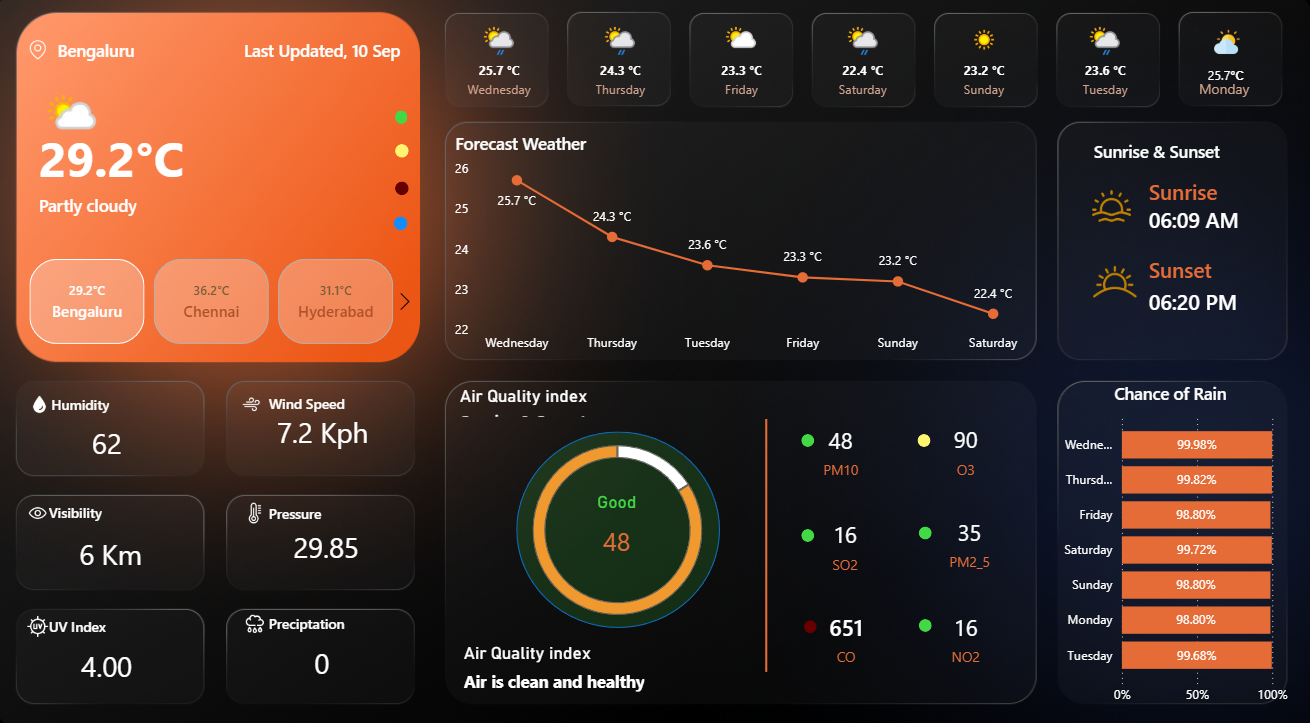 Bengaluru
Last Updated, 10 Sep
29.2°C
Partly cloudy
29.2°C
Bengaluru
36.2°C
Chennai
31.1°C
Hyderabad
25.7 °C
Wednesday
24.3 °C
Thursday
23.3 °C
Friday
22.4 °C
Saturday
23.2 °C
Sunday
23.6 °C
Tuesday
25.7°C
Monday
Forecast Weather
26
25
24
23
22
25.7 °C
24.3 °C
23.6 °C
23.3 °C
23.2 °C
22.4 °C
Wednesday
Thursday
Tuesday
Friday
Sunday
Saturday
Sunrise & Sunset
Sunrise
06:09 AM
Sunset
06:20 PM
Humidity
62
Wind Speed
7.2 Kph
Visibility
6 Km
Pressure
29.85
UV
UV Index
4.00
Preciptation
0
Air Quality index
Good
48
Air Quality index
Air is clean and healthy
48
PM10
90
O3
16
SO2
35
PM2_5
651
CO
16
NO2
Chance of Rain
Wedne... 99.98%
Thursd... 99.82%
Friday 98.80%
Saturday 99.72%
Sunday 98.80%
Monday 98.80%
Tuesday 99.68%
0% 50% 100%